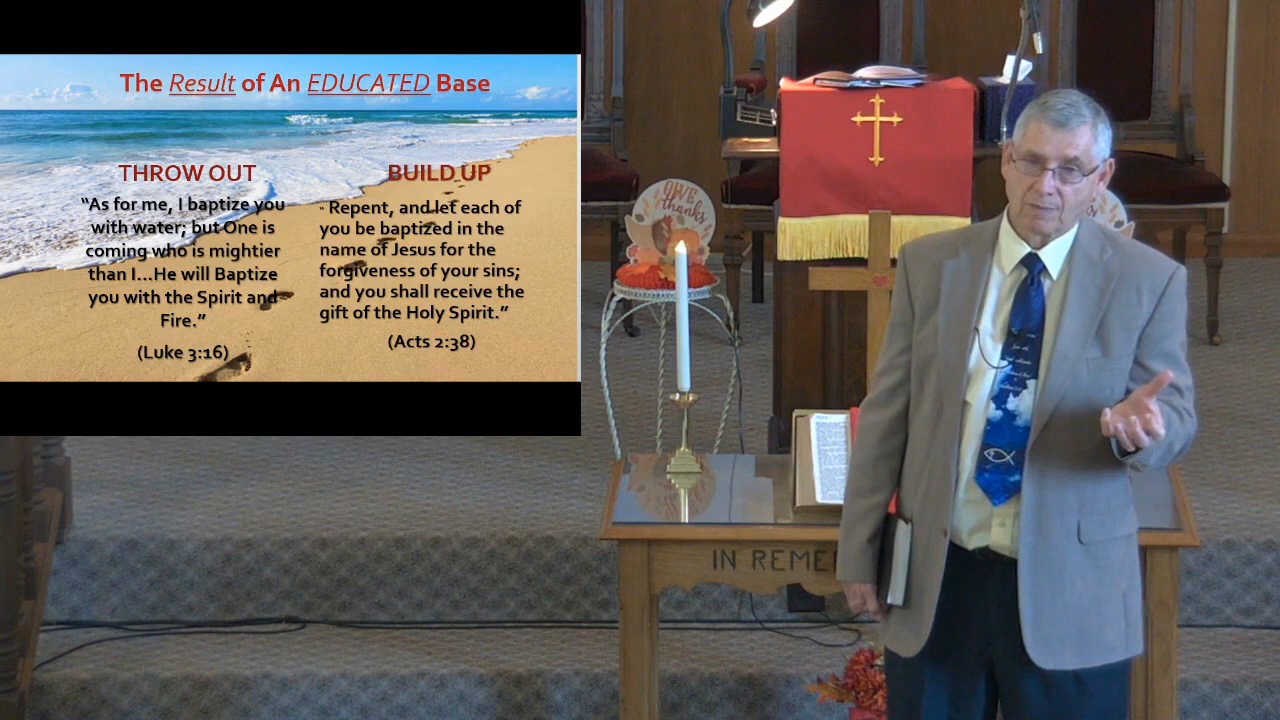 The Result of An EDUCATED Base
THROW OUT
“As for me, I baptize you
with water; but One is
coming who is mightier
than I...He will Baptize
you with the Spirit and
Fire.”
(Luke 3:16)
BUILD UP
“ Repent, and let each of
you be baptized in the
name of Jesus for the
forgiveness of your sins;
and you shall receive the
gift of the Holy Spirit.”
(Acts 2:38)
GIVE
thanks
IN REME